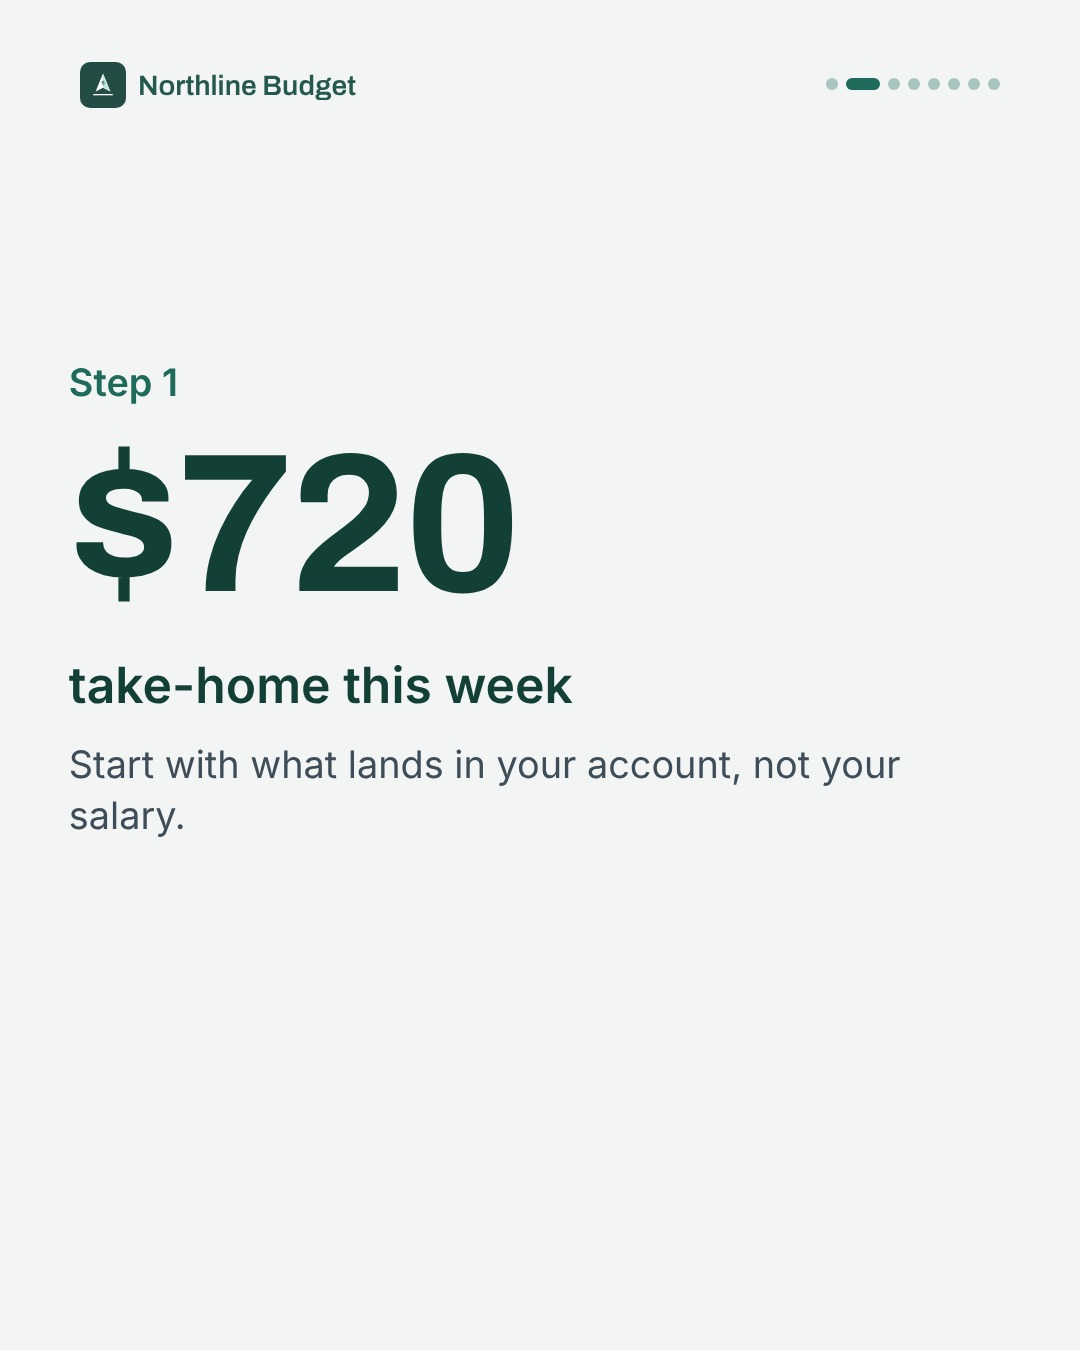 Northline Budget
Step 1
$720
take-home this week
Start with what lands in your account, not your
salary.